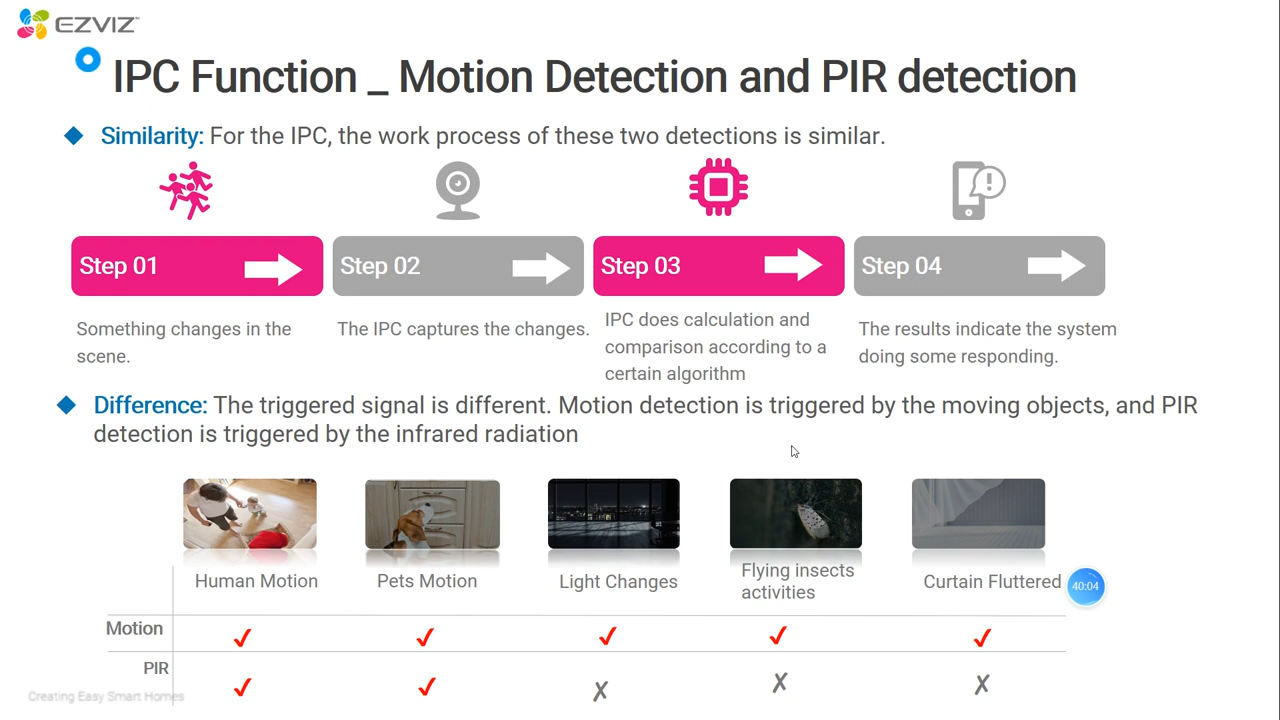 EZVIZ
IPC Function _ Motion Detection and PIR detection
Similarity: For the IPC, the work process of these two detections is similar.
Step 01
Step 02
Step 03
Step 04
Something changes in the
scene.
The IPC captures the changes.
IPC does calculation and
comparison according to a
certain algorithm
The results indicate the system
doing some responding.
Difference: The triggered signal is different. Motion detection is triggered by the moving objects, and PIR
detection is triggered by the infrared radiation
Human Motion
Pets Motion
Light Changes
Flying insects
activities
Curtain Fluttered
40:04
Motion
✓ ✓ ✓ ✓ ✓
PIR
✓ ✓ ✗ ✗ ✗
Creating Easy Smart Homes